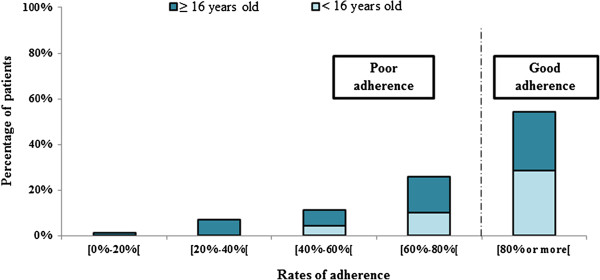 ≥ 16 years old
< 16 years old
100%
80%
60%
40%
20%
0%
Percentage of patients
Poor
adherence
Good
adherence
[0%-20%[
[20%-40%[
[40%-60%[
[60%-80%[
[80% or more[
Rates of adherence